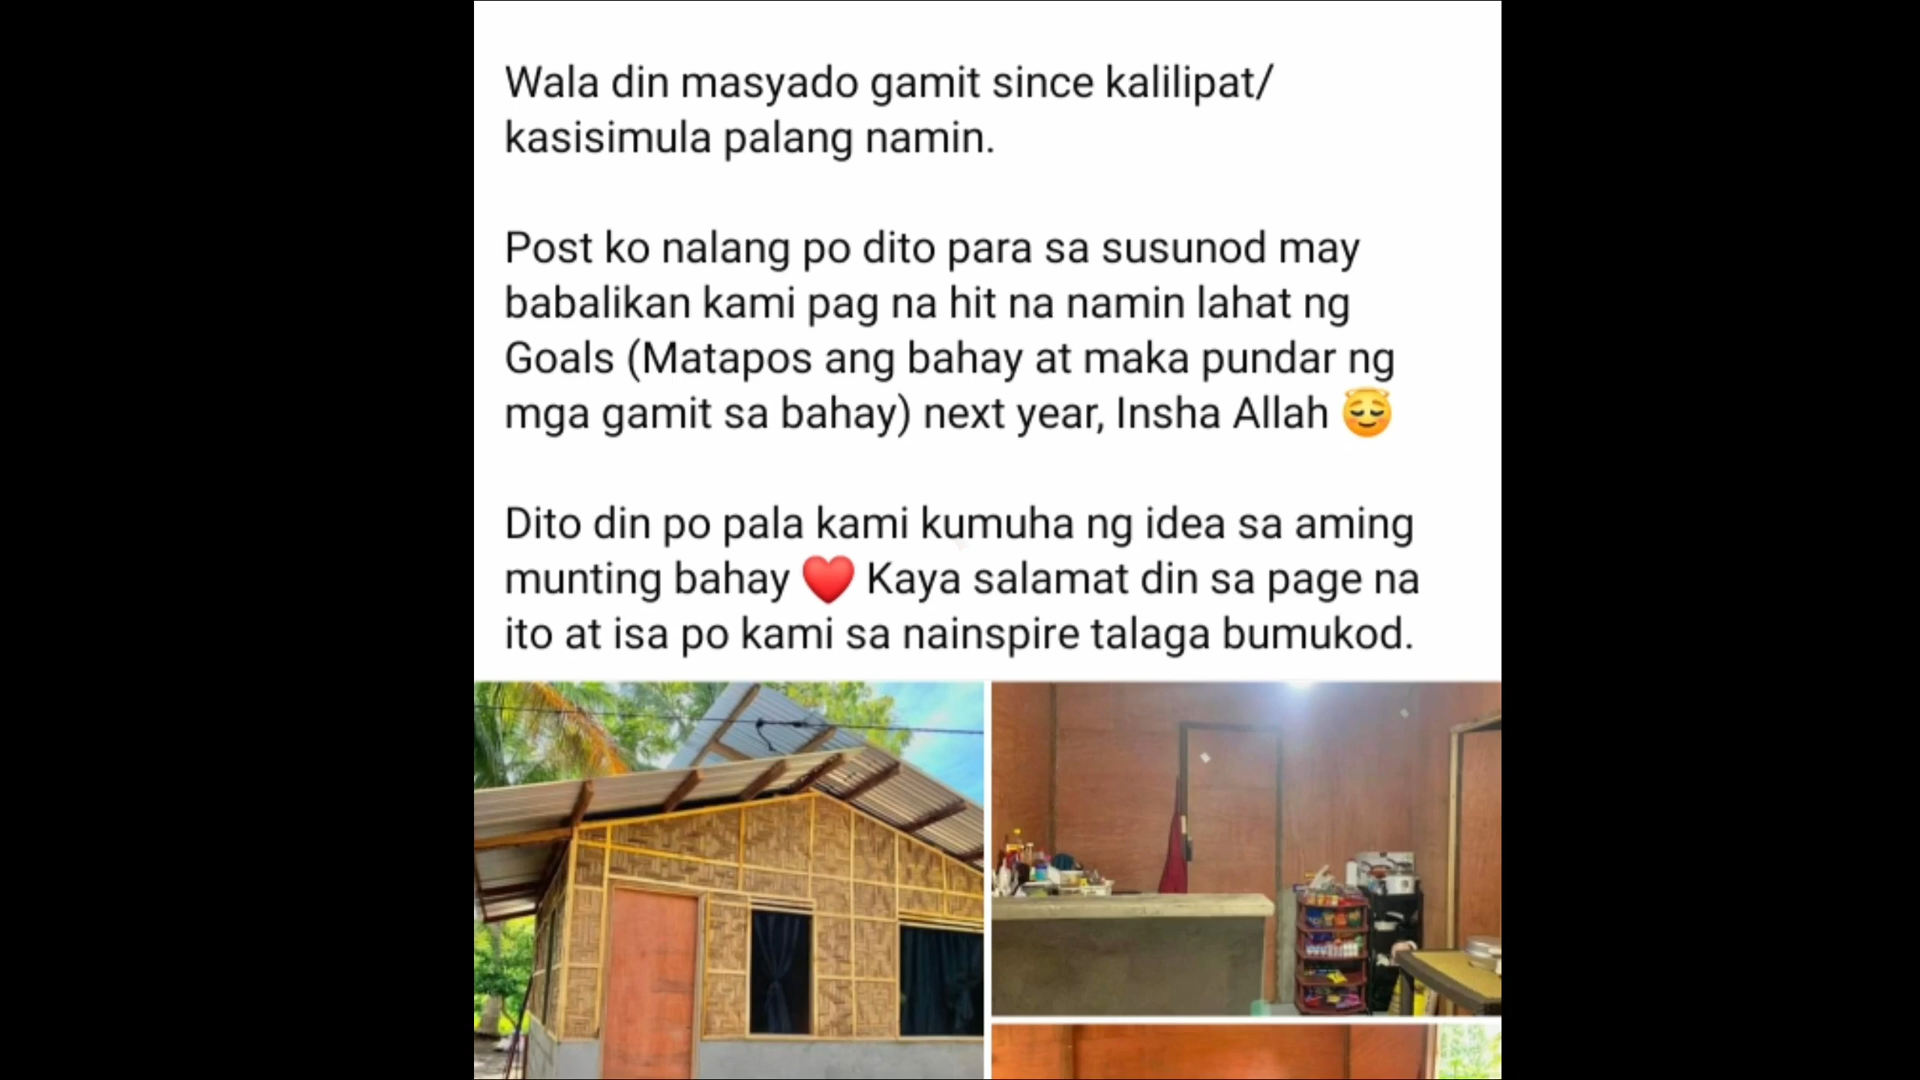 Wala din masyado gamit since kalilipat/
kasisimula palang namin.
Post ko nalang po dito para sa susunod may
babalikan kami pag na hit na namin lahat ng
Goals (Matapos ang bahay at maka pundar ng
mga gamit sa bahay) next year, Insha Allah 😇
Dito din po pala kami kumuha ng idea sa aming
munting bahay ❤️ Kaya salamat din sa page na
ito at isa po kami sa nainspire talaga bumukod.